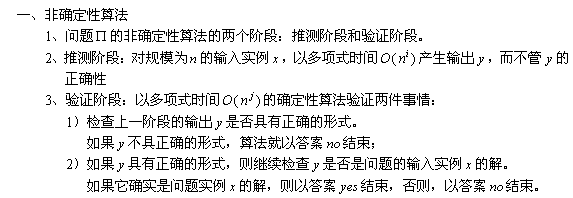 一、非确定性算法
1、问题 Π 的非确定性算法的两个阶段：推测阶段和验证阶段。
2、推测阶段：对规模为 n 的输入实例 x，以多项式时间 O(n^i) 产生输出 y，而不管 y 的
正确性
3、验证阶段：以多项式时间 O(n^j) 的确定性算法验证两件事情：
1）检查上一阶段的输出 y 是否具有正确的形式。
如果 y 不具正确的形式，算法就以答案 no 结束；
2）如果 y 具有正确的形式，则继续检查 y 是否是问题的输入实例 x 的解。
如果它确实是问题实例 x 的解，则以答案 yes 结束，否则，以答案 no 结束。